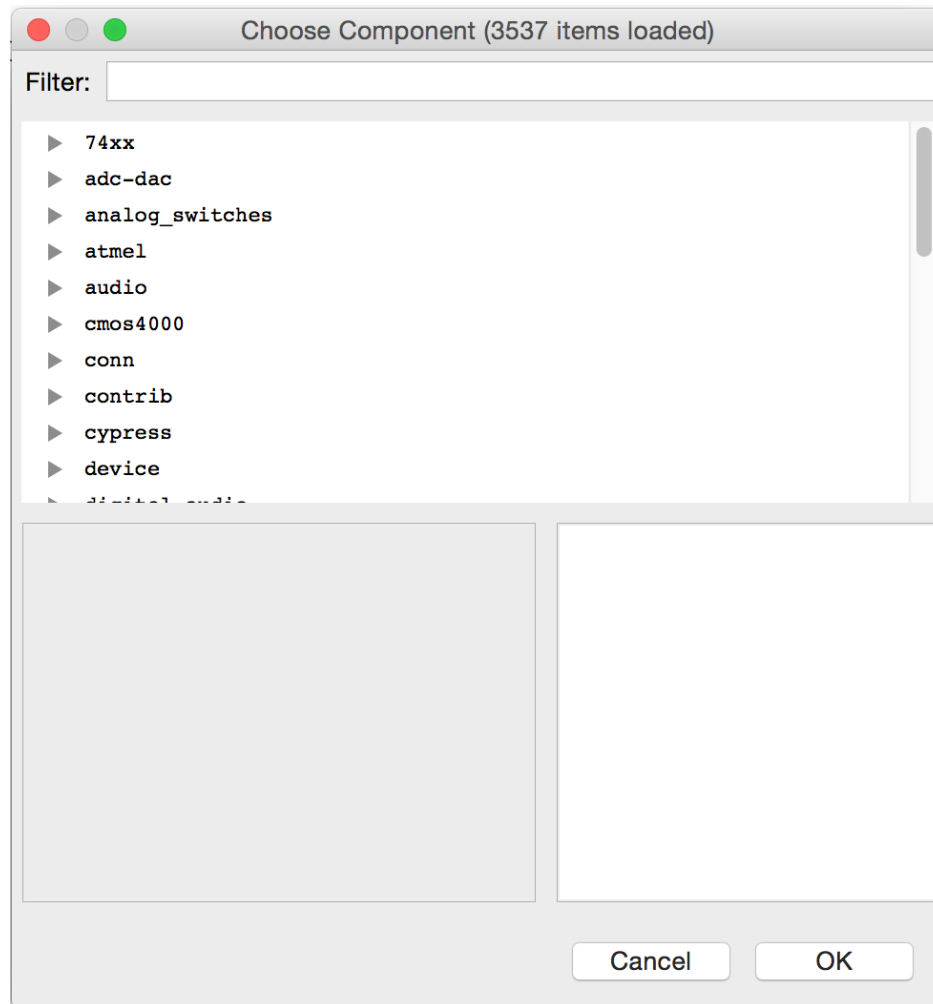 Choose Component (3537 items loaded)
Filter:
74xx
adc-dac
analog_switches
atmel
audio
cmos4000
conn
contrib
cypress
device
digital_audio
Cancel OK